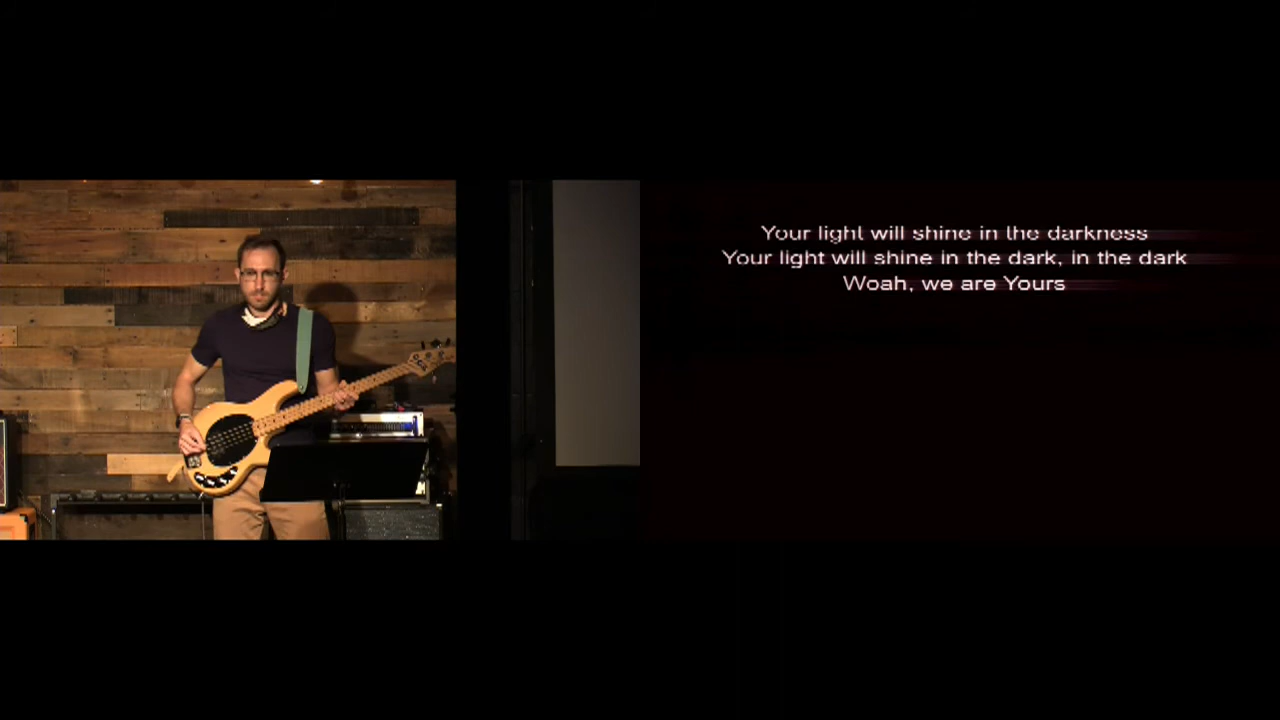 Your light will shine in the darkness
Your light will shine in the dark, in the dark
Woah, we are Yours